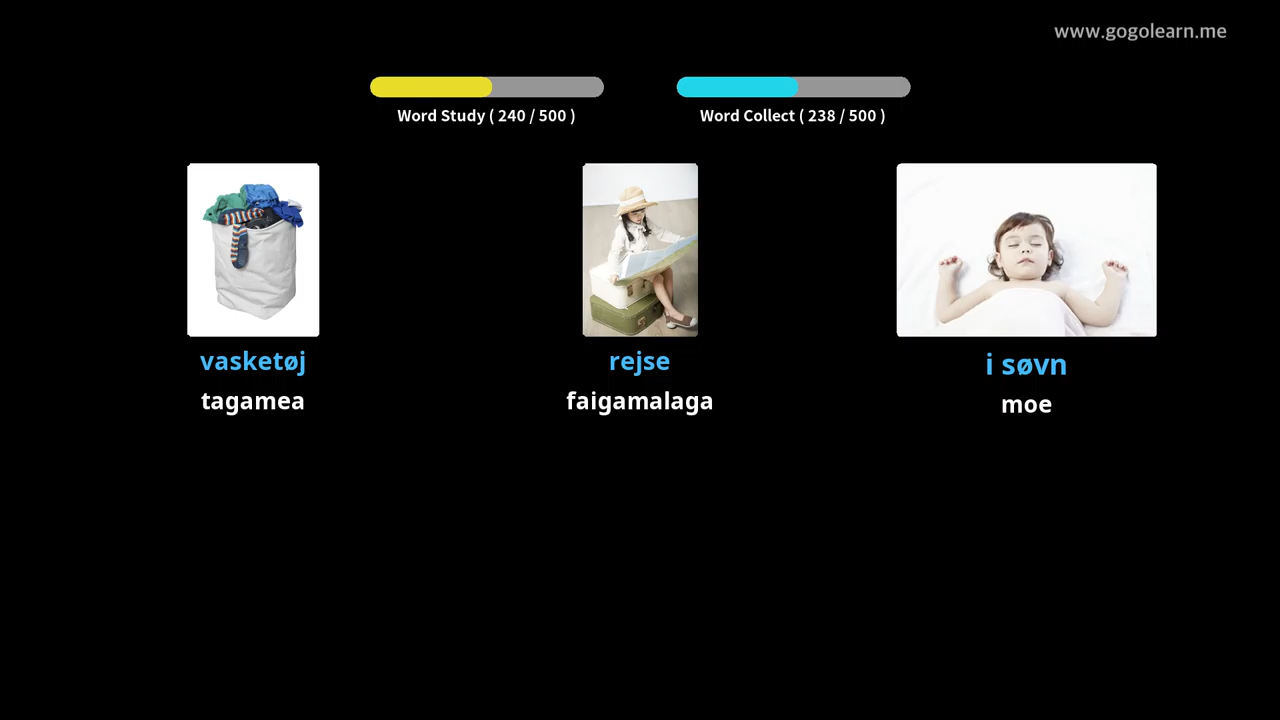 www.gogolearn.me
Word Study ( 240 / 500 )
Word Collect ( 238 / 500 )
vasketøj
tagamea
rejse
faigamalaga
i søvn
moe